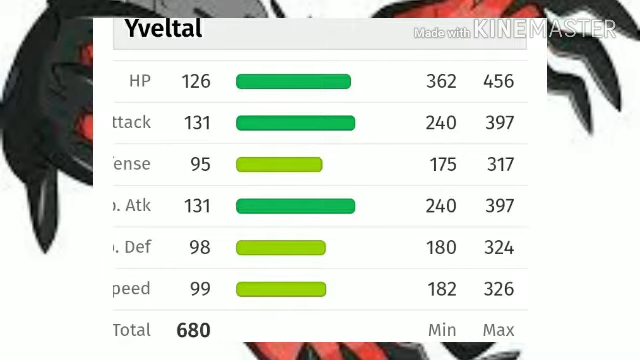 Yveltal
Made with KINEMASTER
HP 126 362 456
ttack 131 240 397
ense 95 175 317
. Atk 131 240 397
. Def 98 180 324
peed 99 182 326
Total 680 Min Max